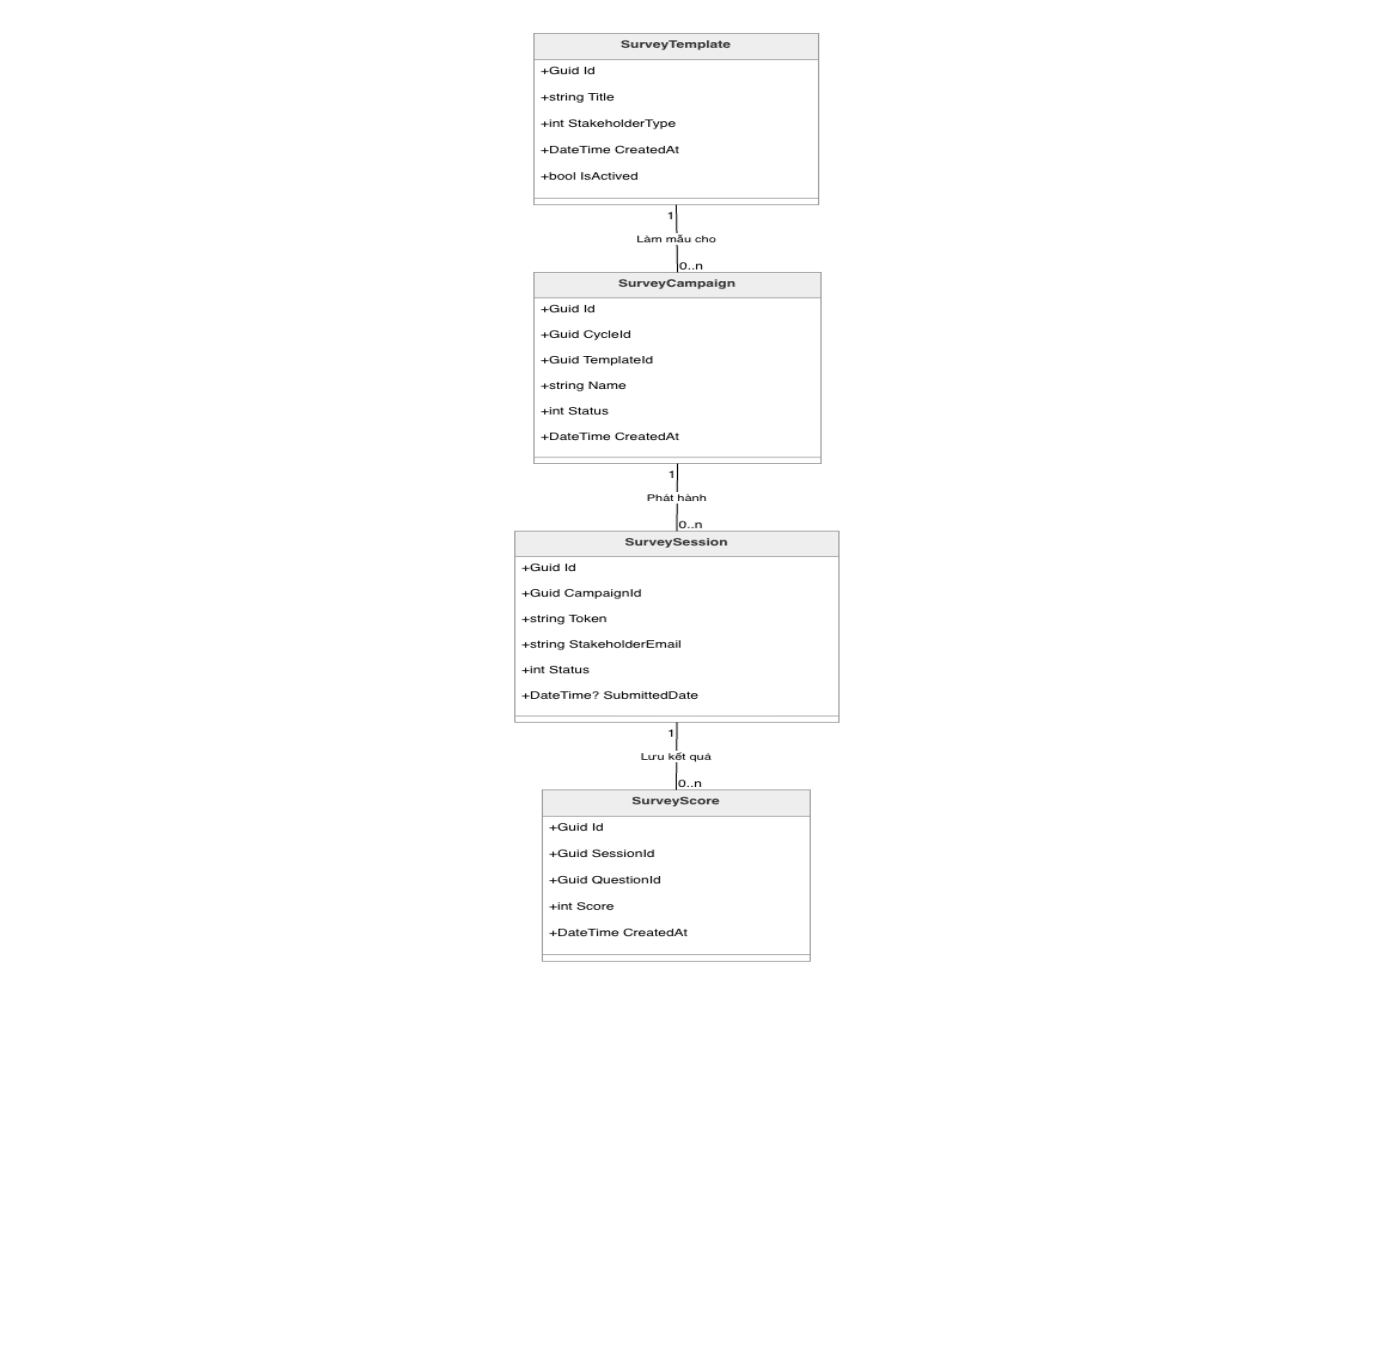 SurveyTemplate
+Guid Id
+string Title
+int StakeholderType
+DateTime CreatedAt
+bool IsActived
1
Làm mẫu cho
0..n
SurveyCampaign
+Guid Id
+Guid CycleId
+Guid TemplateId
+string Name
+int Status
+DateTime CreatedAt
1
Phát hành
0..n
SurveySession
+Guid Id
+Guid CampaignId
+string Token
+string StakeholderEmail
+int Status
+DateTime? SubmittedDate
1
Lưu kết quả
0..n
SurveyScore
+Guid Id
+Guid SessionId
+Guid QuestionId
+int Score
+DateTime CreatedAt